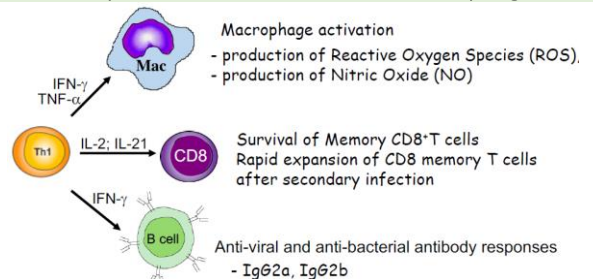 Macrophage activation
- production of Reactive Oxygen Species (ROS),
- production of Nitric Oxide (NO)
Mac
IFN-γ
TNF-α
Th1
IL-2; IL-21
CD8
Survival of Memory CD8⁺T cells
Rapid expansion of CD8 memory T cells
after secondary infection
IFN-γ
B cell
Anti-viral and anti-bacterial antibody responses
- IgG2a, IgG2b